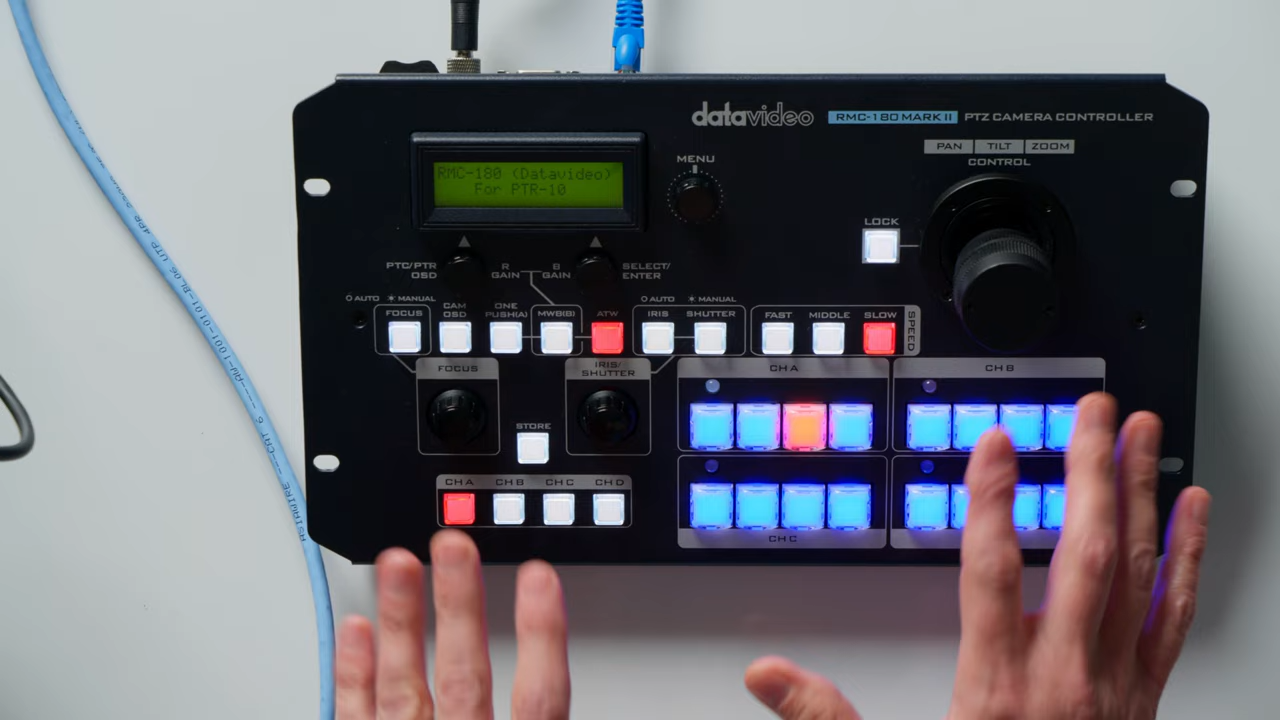 datavideo RMC-180 MARK II PTZ CAMERA CONTROLLER
PAN TILT ZOOM
CONTROL
MENU
RMC-180 (Datavideo)
For PTR-10
LOCK
PTC/PTR
OSD
R
GAIN
B
GAIN
SELECT/
ENTER
AUTO MANUAL
FOCUS
CAM
OSD
ONE
PUSH(A)
MWB(B)
ATW
AUTO MANUAL
IRIS SHUTTER
FAST MIDDLE SLOW
SPEED
FOCUS
IRIS/
SHUTTER
CH A
CH B
STORE
CH A CH B CH C CH D
CH C
CAT 6